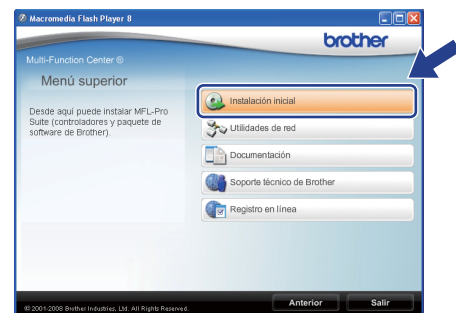 Macromedia Flash Player 8
brother
Multi-Function Center ®
Menú superior
Desde aquí puede instalar MFL-Pro
Suite (controladores y paquete de
software de Brother).
Instalación inicial
Utilidades de red
Documentación
Soporte técnico de Brother
Registro en línea
© 2001-2008 Brother Industries, Ltd. All Rights Reserved.
Anterior
Salir